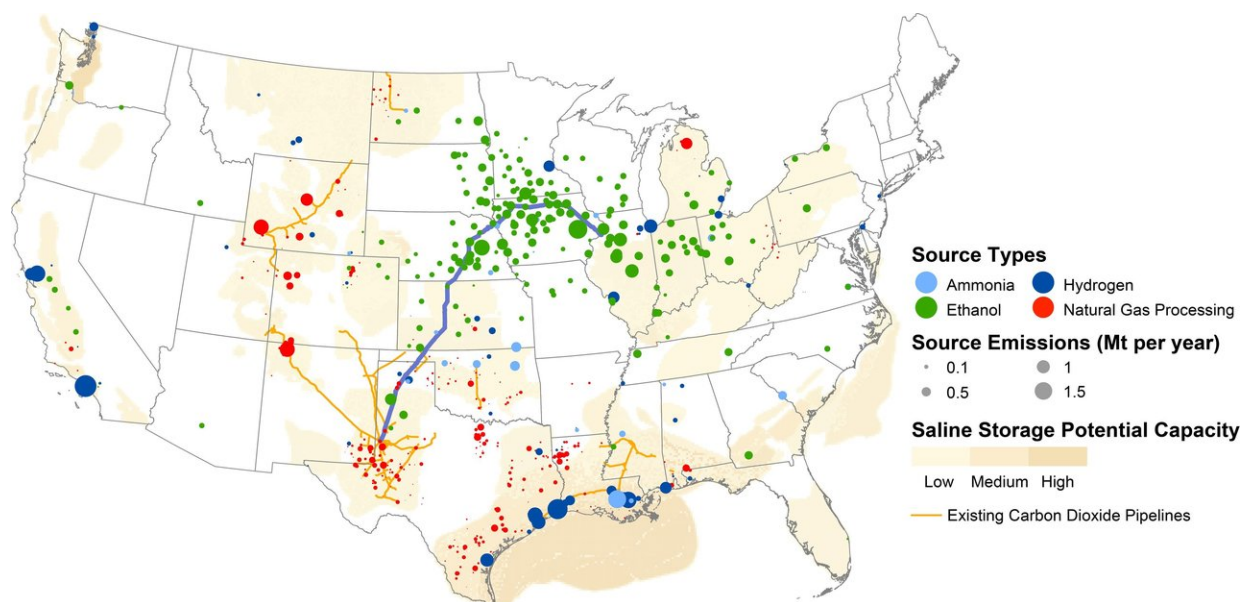 Source Types
Ammonia Hydrogen
Ethanol Natural Gas Processing
Source Emissions (Mt per year)
0.1 1
0.5 1.5
Saline Storage Potential Capacity
Low Medium High
Existing Carbon Dioxide Pipelines